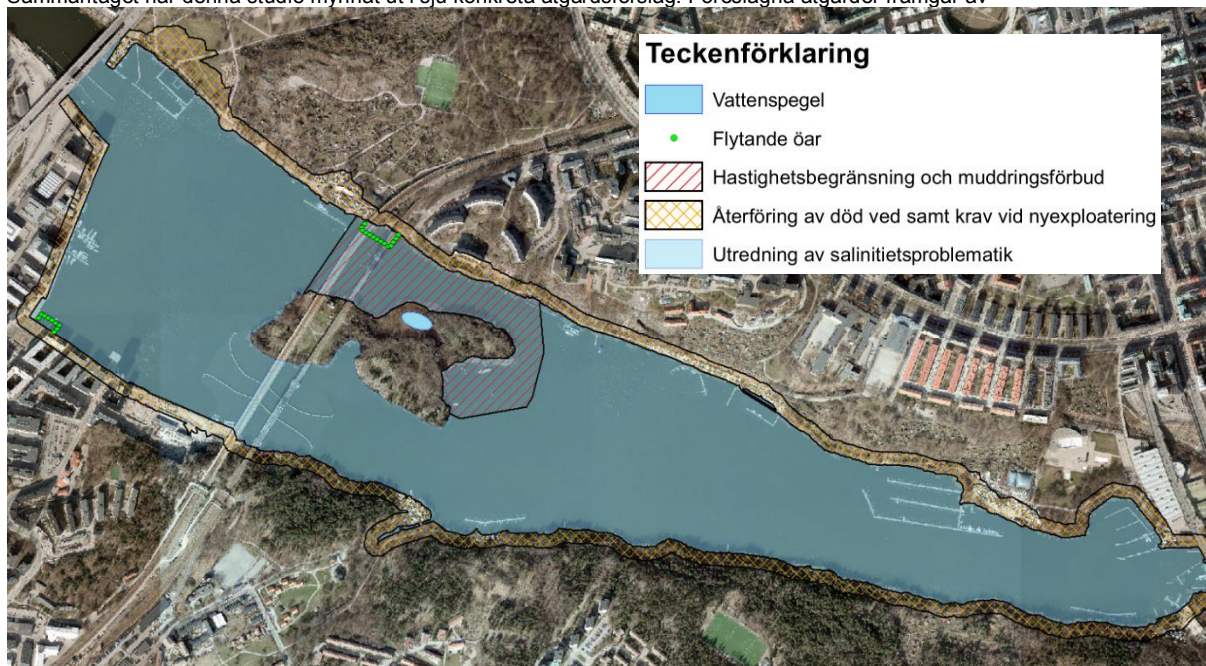 Sammantaget har denna studie mynnat ut i sju konkreta åtgärdsförslag. Föreslagna åtgärder framgår av
Teckenförklaring
Vattenspegel
Flytande öar
Hastighetsbegränsning och muddringsförbud
Återföring av död ved samt krav vid nyexploatering
Utredning av salinitietsproblematik